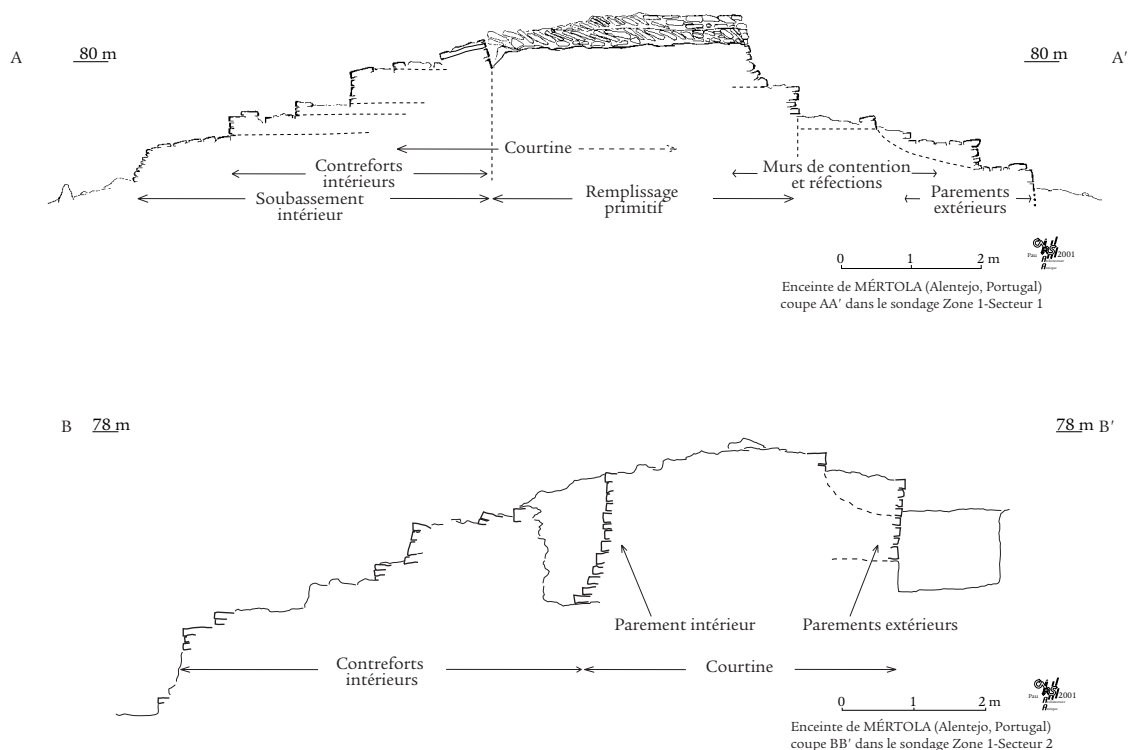 A
80 m
80 m
A'
Courtine
Contreforts
intérieurs
Murs de contention
et réfections
Soubassement
intérieur
Remplissage
primitif
Parements
extérieurs
0 1 2 m
Pau 2001
Enceinte de MÉRTOLA (Alentejo, Portugal)
coupe AA' dans le sondage Zone 1-Secteur 1
B
78 m
78 m
B'
Parement intérieur
Parements extérieurs
Contreforts
intérieurs
Courtine
0 1 2 m
Pau 2001
Enceinte de MÉRTOLA (Alentejo, Portugal)
coupe BB' dans le sondage Zone 1-Secteur 2